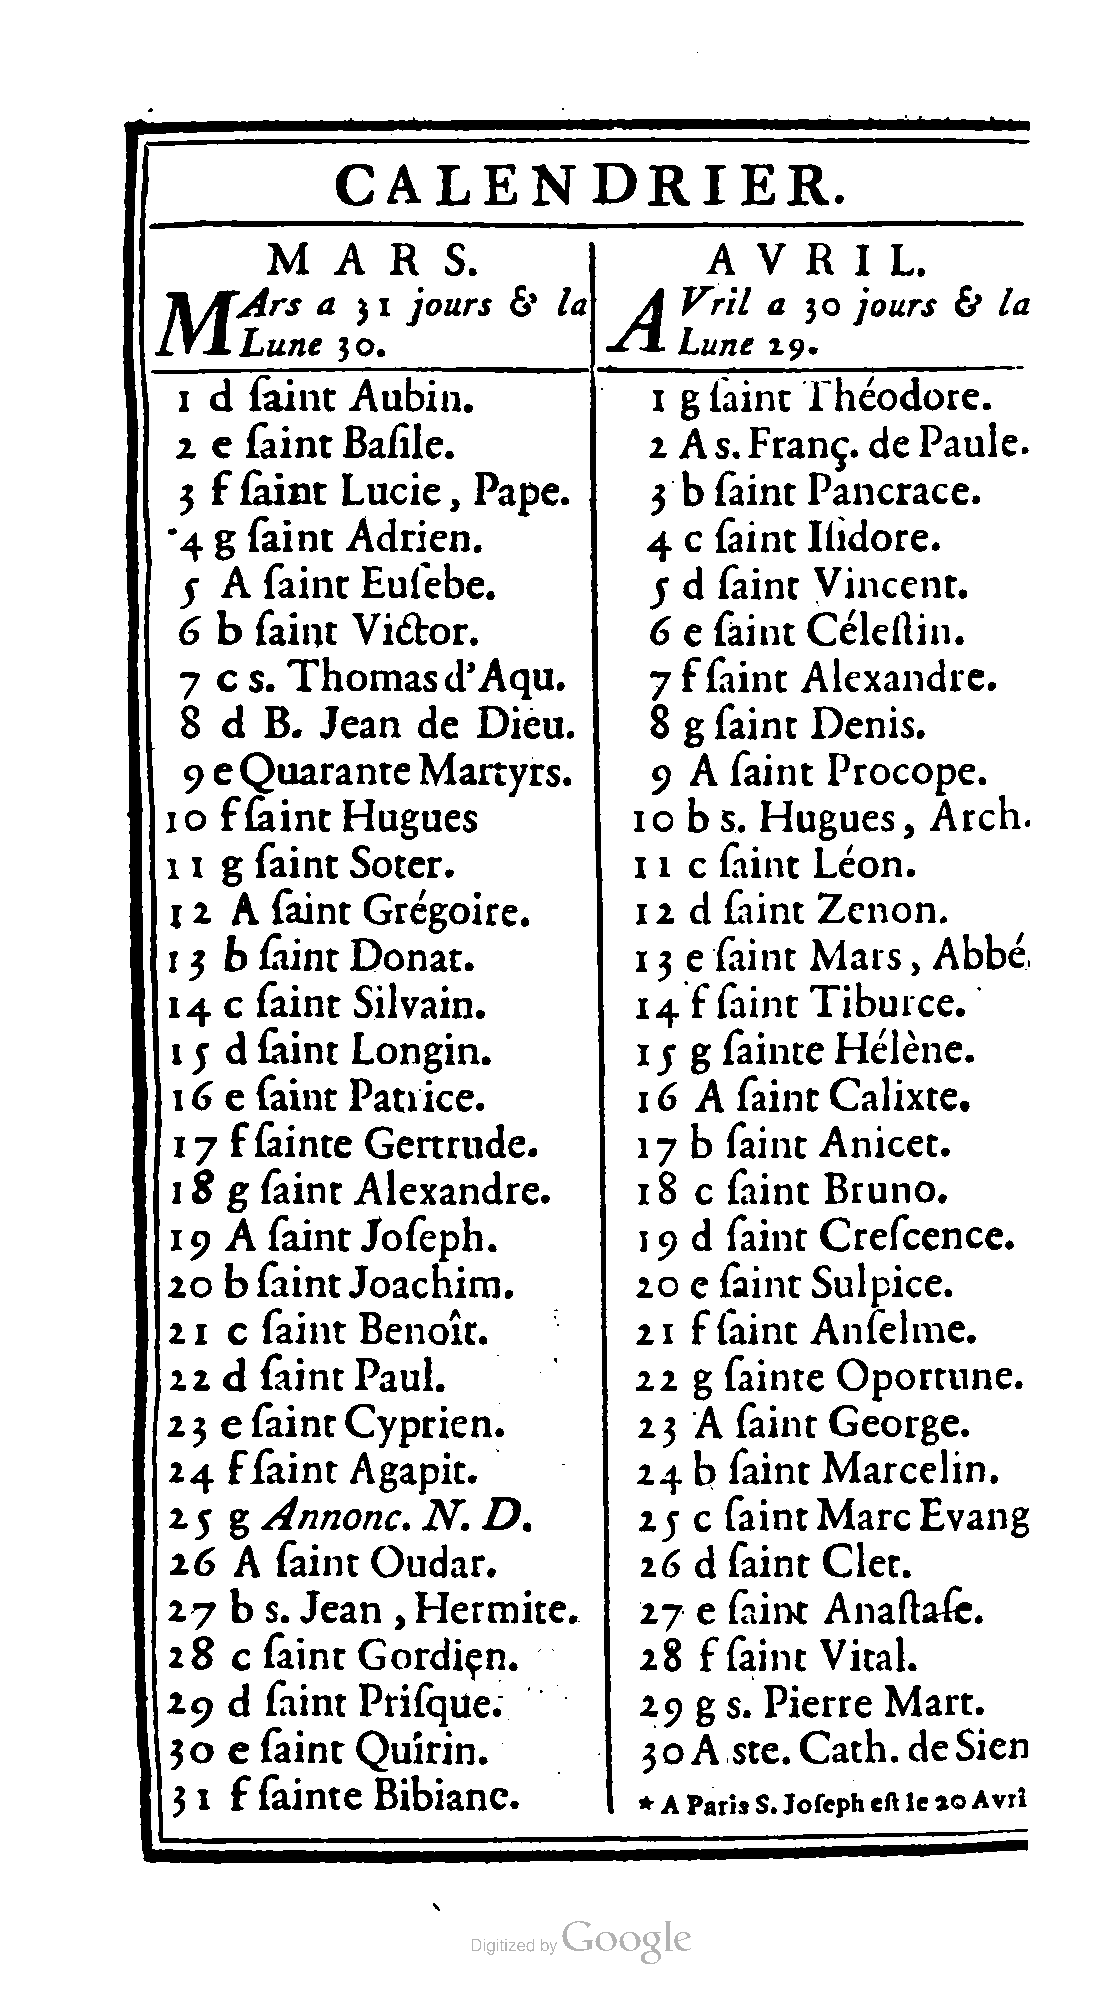 CALENDRIER.
MARS.
MArs a 31 jours & la
Lune 30.
1 d ſaint Aubin.
2 e ſaint Baſile.
3 f ſaint Lucie, Pape.
4 g ſaint Adrien.
5 A ſaint Euſebe.
6 b ſaint Victor.
7 c s. Thomas d'Aqu.
8 d B. Jean de Dieu.
9 e Quarante Martyrs.
10 f ſaint Hugues
11 g ſaint Soter.
12 A ſaint Grégoire.
13 b ſaint Donat.
14 c ſaint Silvain.
15 d ſaint Longin.
16 e ſaint Patrice.
17 f ſainte Gertrude.
18 g ſaint Alexandre.
19 A ſaint Joſeph.
20 b ſaint Joachim.
21 c ſaint Benoît.
22 d ſaint Paul.
23 e ſaint Cyprien.
24 f ſaint Agapit.
25 g Annonc. N. D.
26 A ſaint Oudar.
27 b s. Jean, Hermite.
28 c ſaint Gordien.
29 d ſaint Priſque.
30 e ſaint Quirin.
31 f ſainte Bibiane.
AVRIL.
AVril a 30 jours & la
Lune 29.
1 g ſaint Théodore.
2 A s. Franç. de Paule.
3 b ſaint Pancrace.
4 c ſaint Iſidore.
5 d ſaint Vincent.
6 e ſaint Céleſtin.
7 f ſaint Alexandre.
8 g ſaint Denis.
9 A ſaint Procope.
10 b s. Hugues, Arch.
11 c ſaint Léon.
12 d ſaint Zenon.
13 e ſaint Mars, Abbé.
14 f ſaint Tiburce.
15 g ſainte Hélène.
16 A ſaint Calixte.
17 b ſaint Anicet.
18 c ſaint Bruno.
19 d ſaint Creſcence.
20 e ſaint Sulpice.
21 f ſaint Anſelme.
22 g ſainte Oportune.
23 A ſaint George.
24 b ſaint Marcelin.
25 c ſaint Marc Evang
26 d ſaint Clet.
27 e ſaint Anaſtaſe.
28 f ſaint Vital.
29 g s. Pierre Mart.
30 A ste. Cath. de Sien
* A Paris S. Joſeph eſt le 20 Avri
Digitized by Google